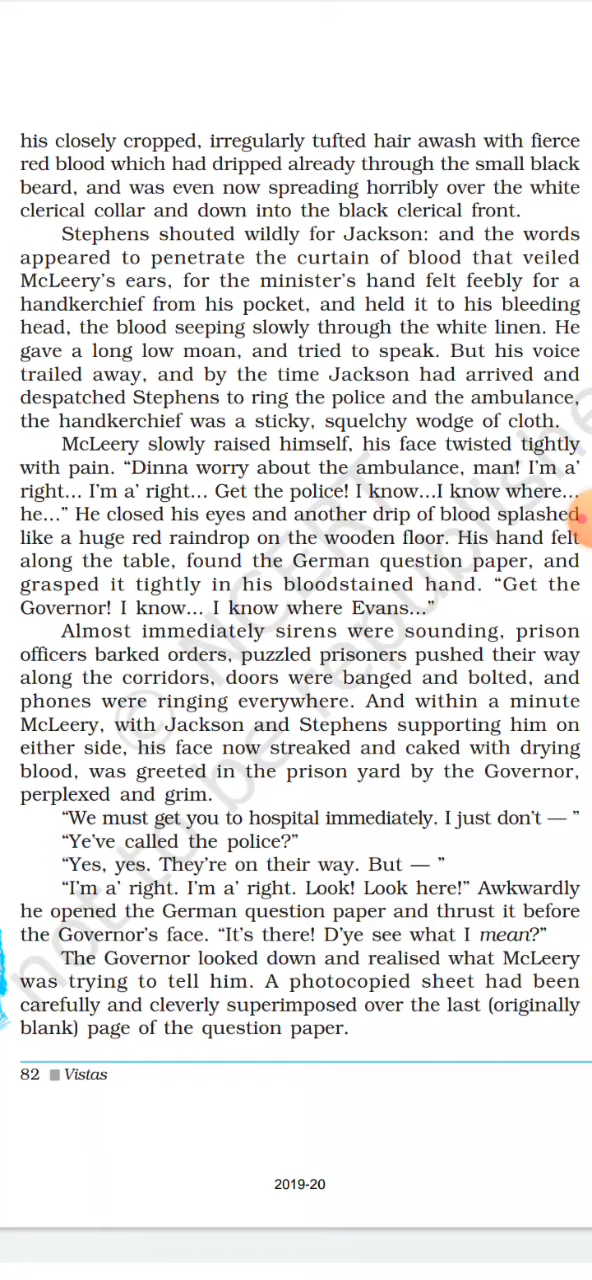 his closely cropped, irregularly tufted hair awash with fierce
red blood which had dripped already through the small black
beard, and was even now spreading horribly over the white
clerical collar and down into the black clerical front.
Stephens shouted wildly for Jackson: and the words
appeared to penetrate the curtain of blood that veiled
McLeery's ears, for the minister's hand felt feebly for a
handkerchief from his pocket, and held it to his bleeding
head, the blood seeping slowly through the white linen. He
gave a long low moan, and tried to speak. But his voice
trailed away, and by the time Jackson had arrived and
despatched Stephens to ring the police and the ambulance,
the handkerchief was a sticky, squelchy wodge of cloth.
McLeery slowly raised himself, his face twisted tightly
with pain. “Dinna worry about the ambulance, man! I'm a'
right... I'm a' right... Get the police! I know...I know where...
he...” He closed his eyes and another drip of blood splashed
like a huge red raindrop on the wooden floor. His hand felt
along the table, found the German question paper, and
grasped it tightly in his bloodstained hand. “Get the
Governor! I know... I know where Evans...”
Almost immediately sirens were sounding, prison
officers barked orders, puzzled prisoners pushed their way
along the corridors, doors were banged and bolted, and
phones were ringing everywhere. And within a minute
McLeery, with Jackson and Stephens supporting him on
either side, his face now streaked and caked with drying
blood, was greeted in the prison yard by the Governor,
perplexed and grim.
“We must get you to hospital immediately. I just don't — ”
“Ye've called the police?”
“Yes, yes. They're on their way. But — ”
“I'm a' right. I'm a' right. Look! Look here!” Awkwardly
he opened the German question paper and thrust it before
the Governor's face. “It's there! D'ye see what I mean?”
The Governor looked down and realised what McLeery
was trying to tell him. A photocopied sheet had been
carefully and cleverly superimposed over the last (originally
blank) page of the question paper.
82 ■ Vistas
2019-20
© NCERT
not to be republished